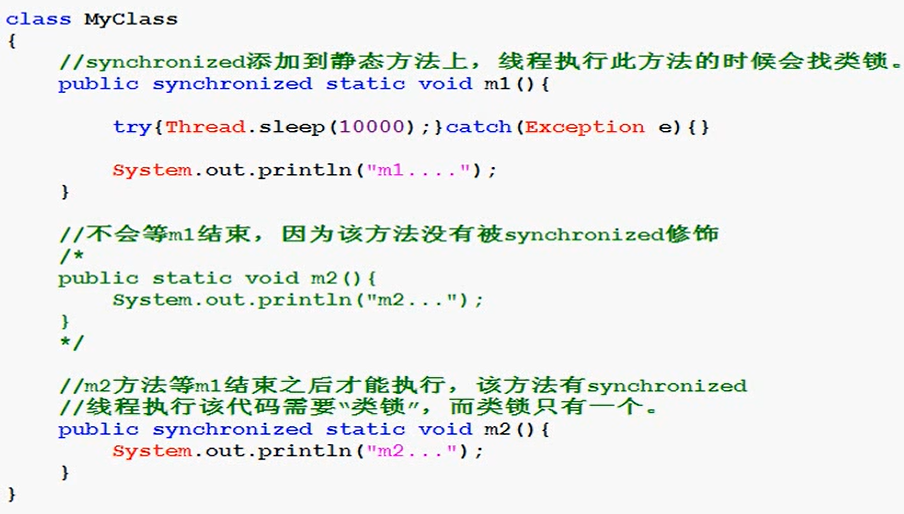 class MyClass
{
    //synchronized添加到静态方法上，线程执行此方法的时候会找类锁。
    public synchronized static void m1(){
        try{Thread.sleep(10000);}catch(Exception e){}
        System.out.println("m1....");
    }
    //不会等m1结束，因为该方法没有被synchronized修饰
    /*
    public static void m2(){
        System.out.println("m2...");
    }
    */
    //m2方法等m1结束之后才能执行，该方法有synchronized
    //线程执行该代码需要“类锁”，而类锁只有一个。
    public synchronized static void m2(){
        System.out.println("m2...");
    }
}